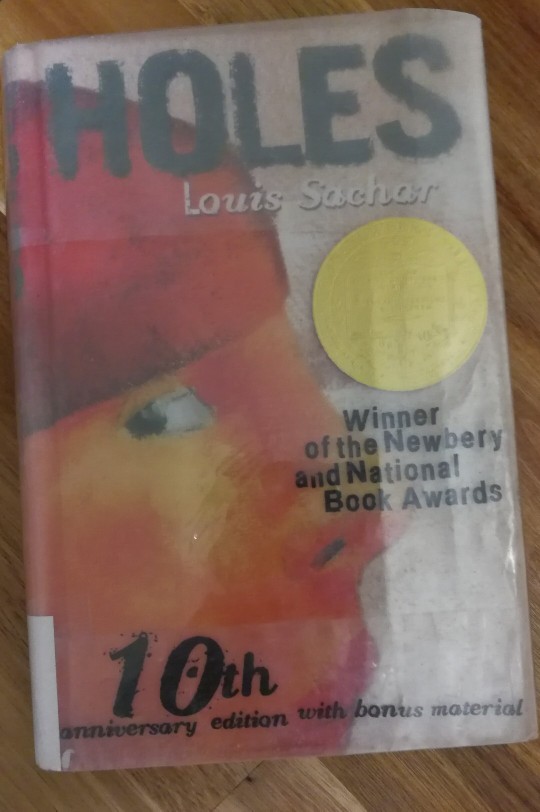 HOLES
Louis Sachar
Winner
of the Newbery
and National
Book Awards
10th
anniversary edition with bonus material